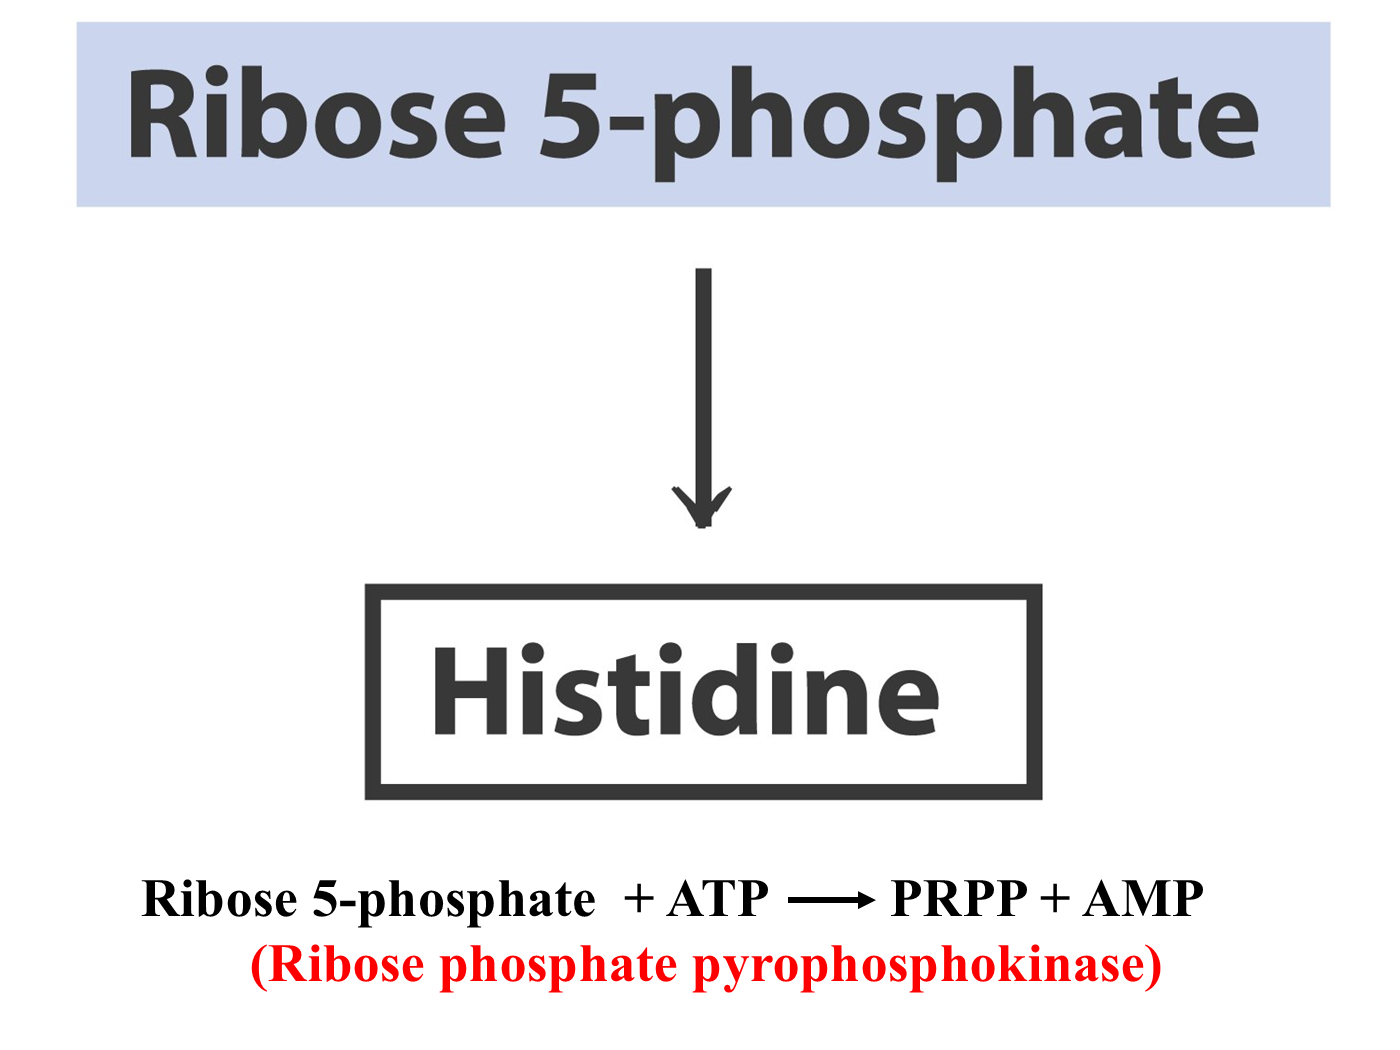 Ribose 5-phosphate
Histidine
Ribose 5-phosphate + ATP ⟶ PRPP + AMP
(Ribose phosphate pyrophosphokinase)